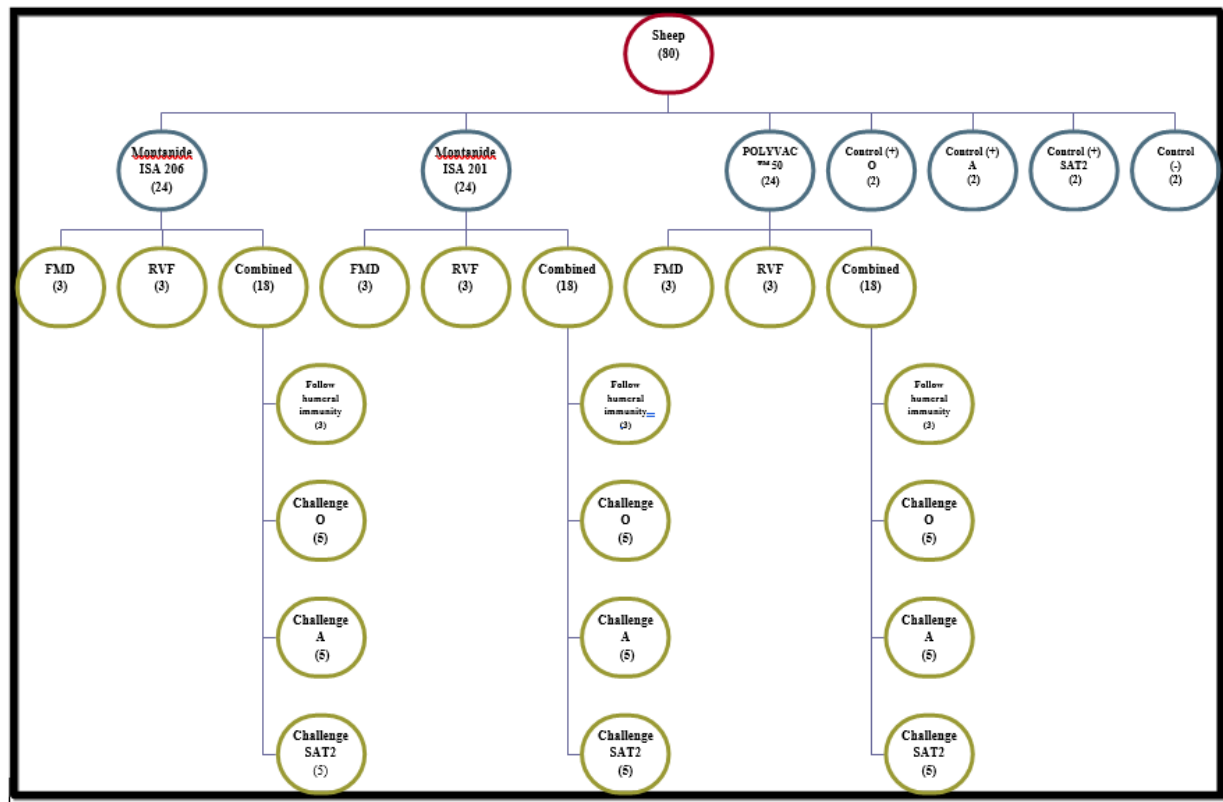 Sheep
(80)
Montanide
ISA 206
(24)
Montanide
ISA 201
(24)
POLYVAC
™ 50
(24)
Control (+)
O
(2)
Control (+)
A
(2)
Control (+)
SAT2
(2)
Control
(-)
(2)
FMD
(3)
RVF
(3)
Combined
(18)
FMD
(3)
RVF
(3)
Combined
(18)
FMD
(3)
RVF
(3)
Combined
(18)
Follow
humeral
immunity
(3)
Follow
humeral
immunity
(3)
Follow
humeral
immunity
(3)
Challenge
O
(5)
Challenge
O
(5)
Challenge
O
(5)
Challenge
A
(5)
Challenge
A
(5)
Challenge
A
(5)
Challenge
SAT2
(5)
Challenge
SAT2
(5)
Challenge
SAT2
(5)